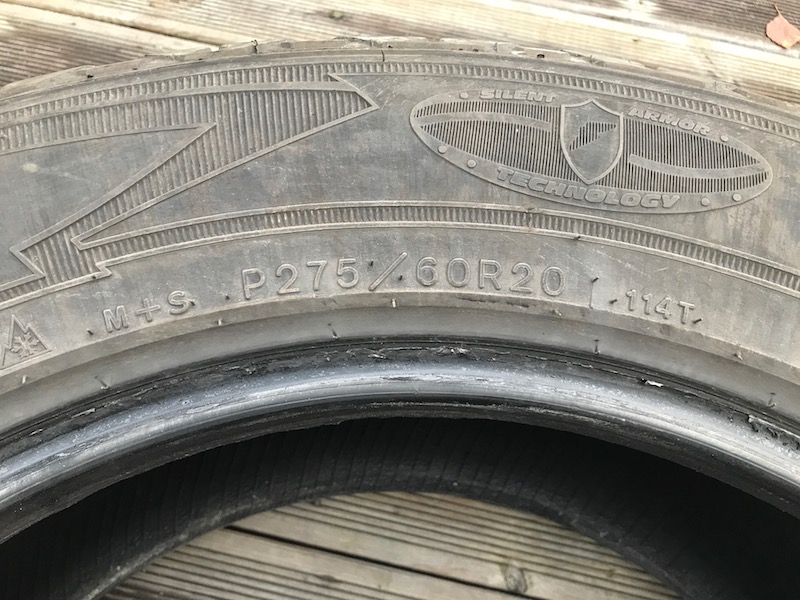 SILENT ARMOR
TECHNOLOGY
M+S P275/60R20 114T